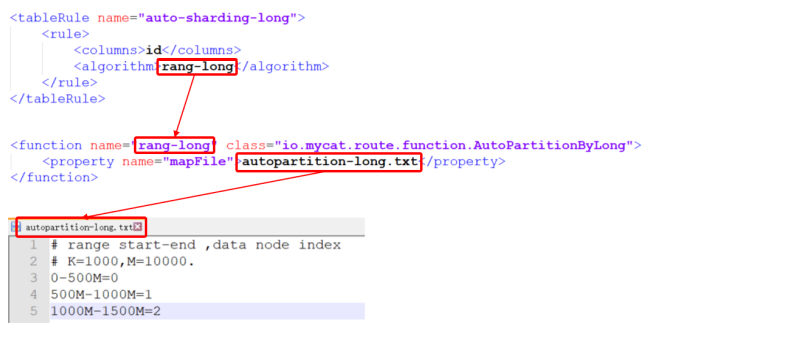 <tableRule name="auto-sharding-long">
<rule>
<columns>id</columns>
<algorithm>rang-long</algorithm>
</rule>
</tableRule>
<function name="rang-long" class="io.mycat.route.function.AutoPartitionByLong">
<property name="mapFile">autopartition-long.txt</property>
</function>
autopartition-long.txt
1 # range start-end ,data node index
2 # K=1000,M=10000.
3 0-500M=0
4 500M-1000M=1
5 1000M-1500M=2